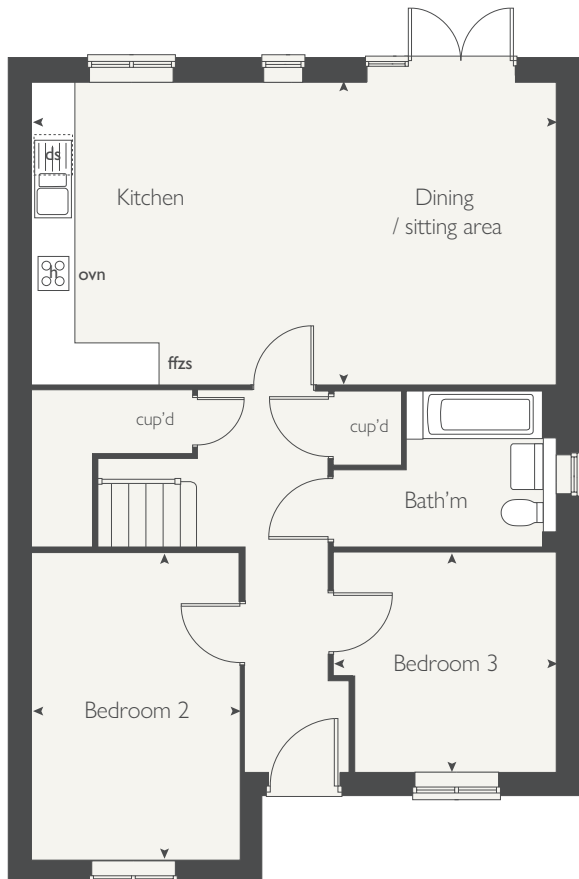 ds
Kitchen
Dining
/ sitting area
h
ovn
ffzs
cup'd
cup'd
Bath'm
Bedroom 3
Bedroom 2